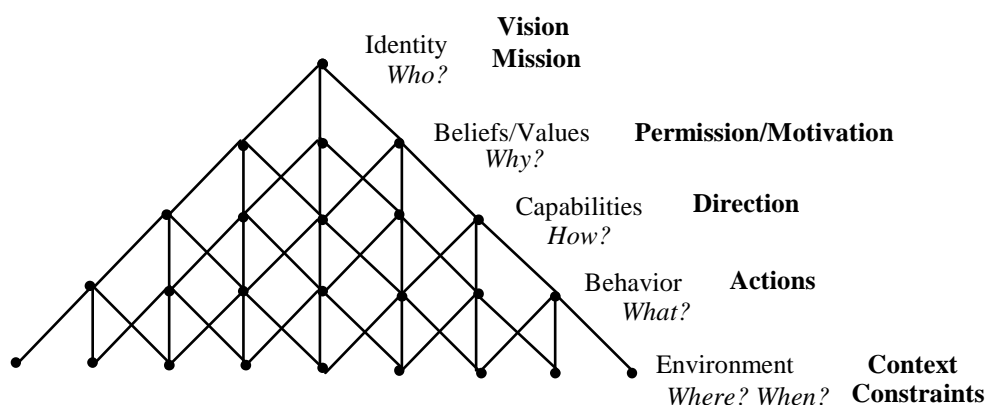 Vision
Identity Mission
Who?
Beliefs/Values Permission/Motivation
Why?
Capabilities Direction
How?
Behavior Actions
What?
Environment Context
Where? When? Constraints